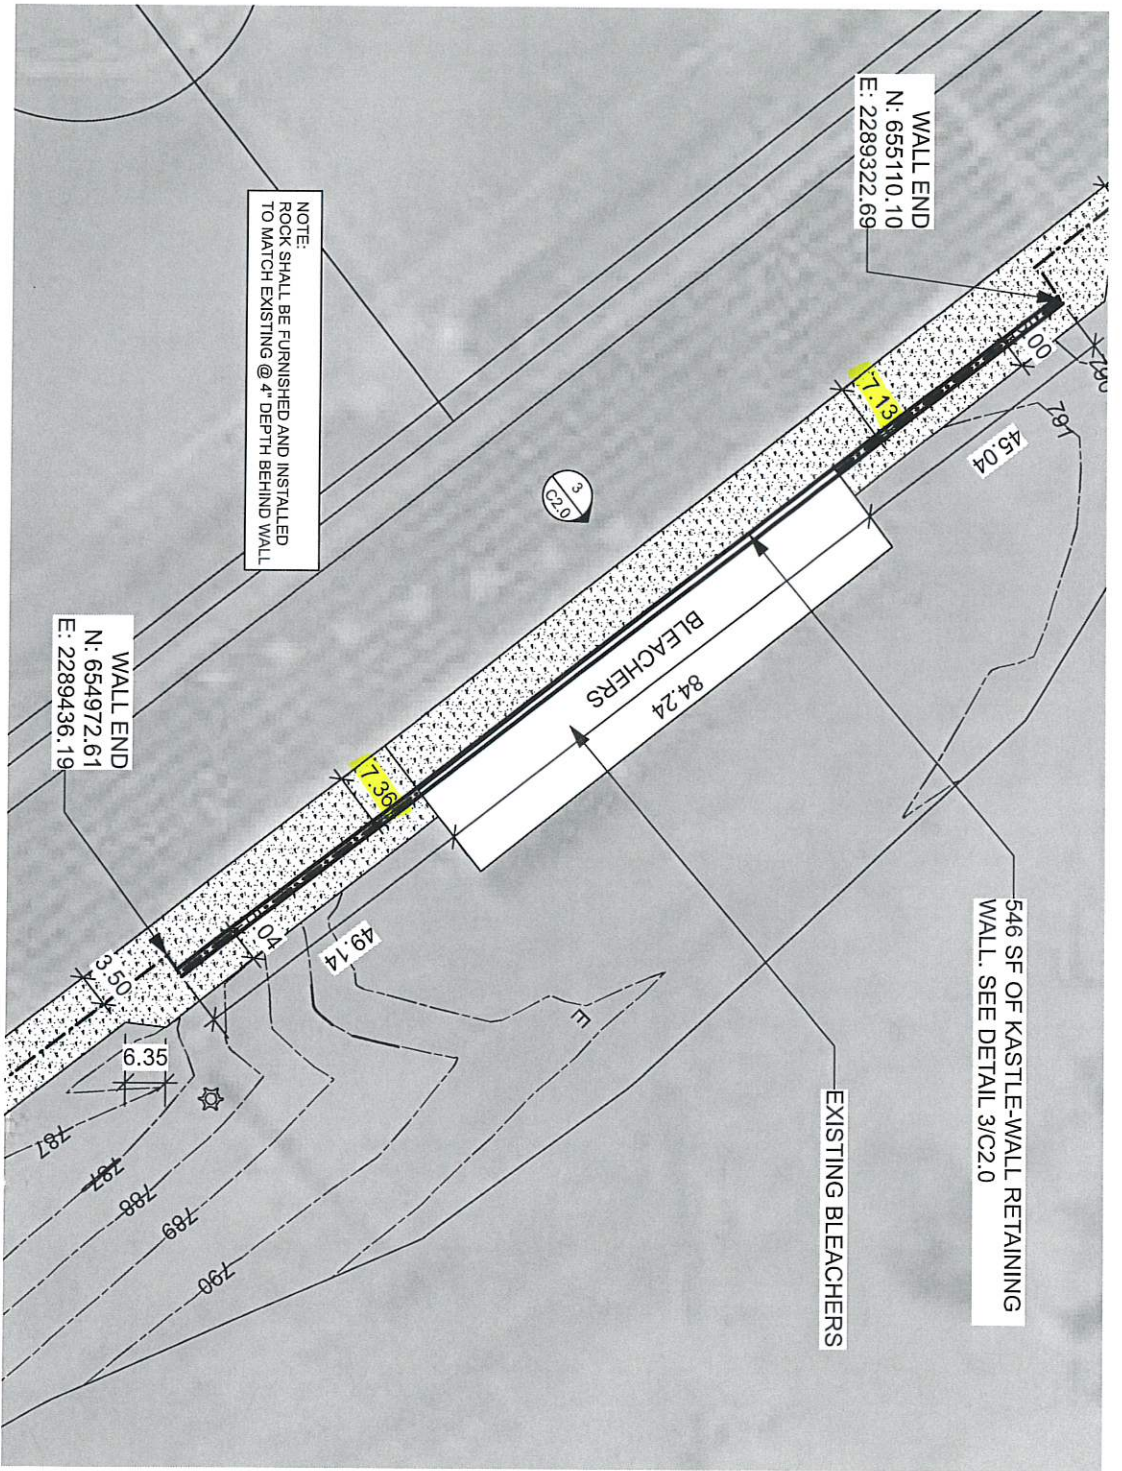 WALL END
N: 655110.10
E: 2289322.69
546 SF OF KASTLE-WALL RETAINING
WALL. SEE DETAIL 3/C2.0
EXISTING BLEACHERS
NOTE:
ROCK SHALL BE FURNISHED AND INSTALLED
TO MATCH EXISTING @ 4" DEPTH BEHIND WALL
WALL END
N: 654972.61
E: 2289436.19
BLEACHERS
84.24
45.04
49.14
7.13
7.36
.00
.04
3.50
6.35
3
C2.0
791
E
787
787
788
789
790